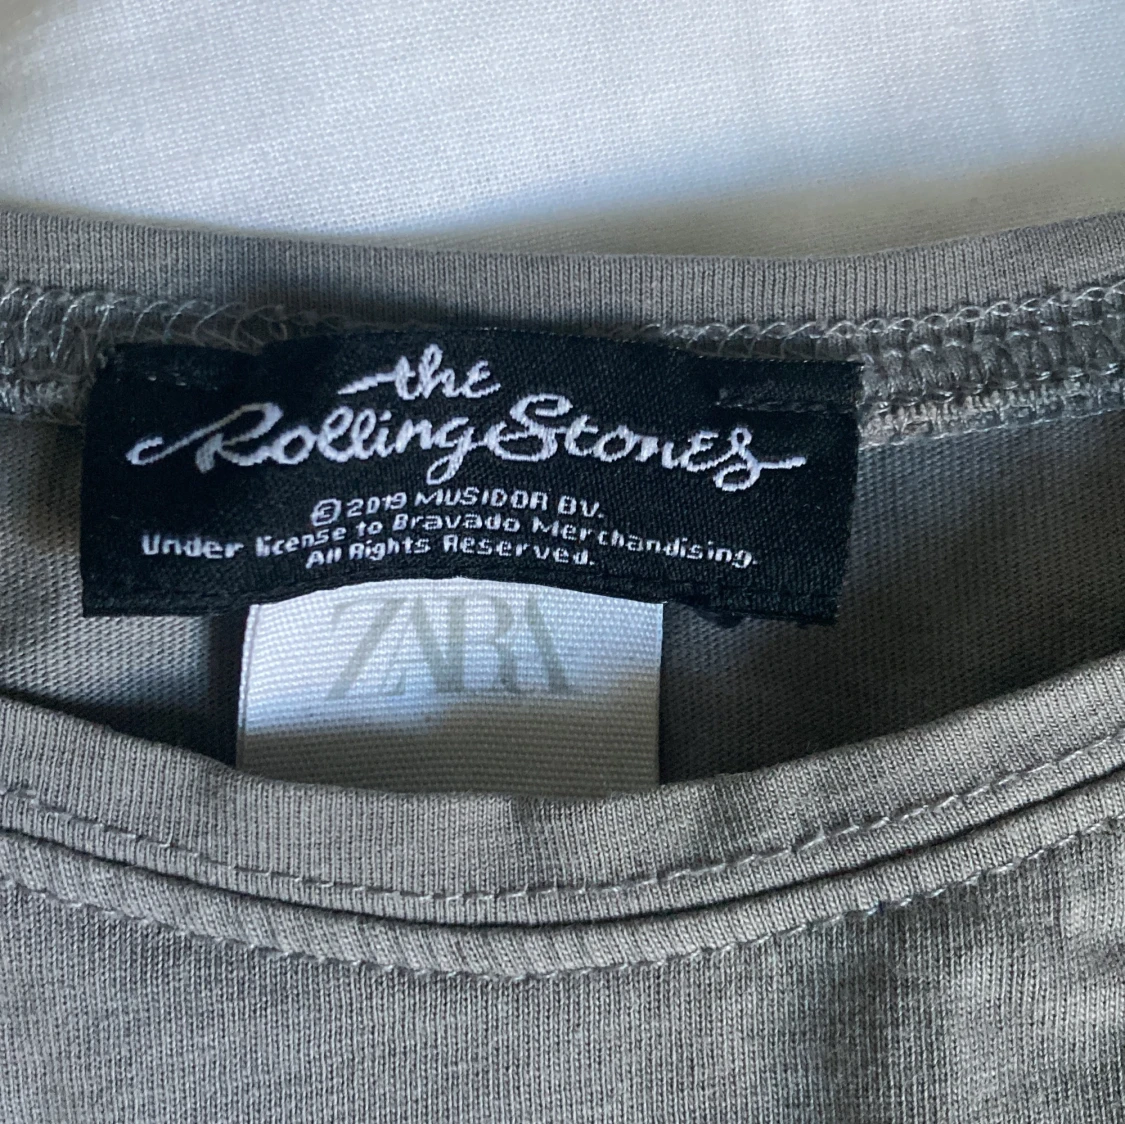 the
Rolling Stones
© 2019 MUSIDOR BV.
Under license to Bravado Merchandising.
All Rights Reserved.
ZARA